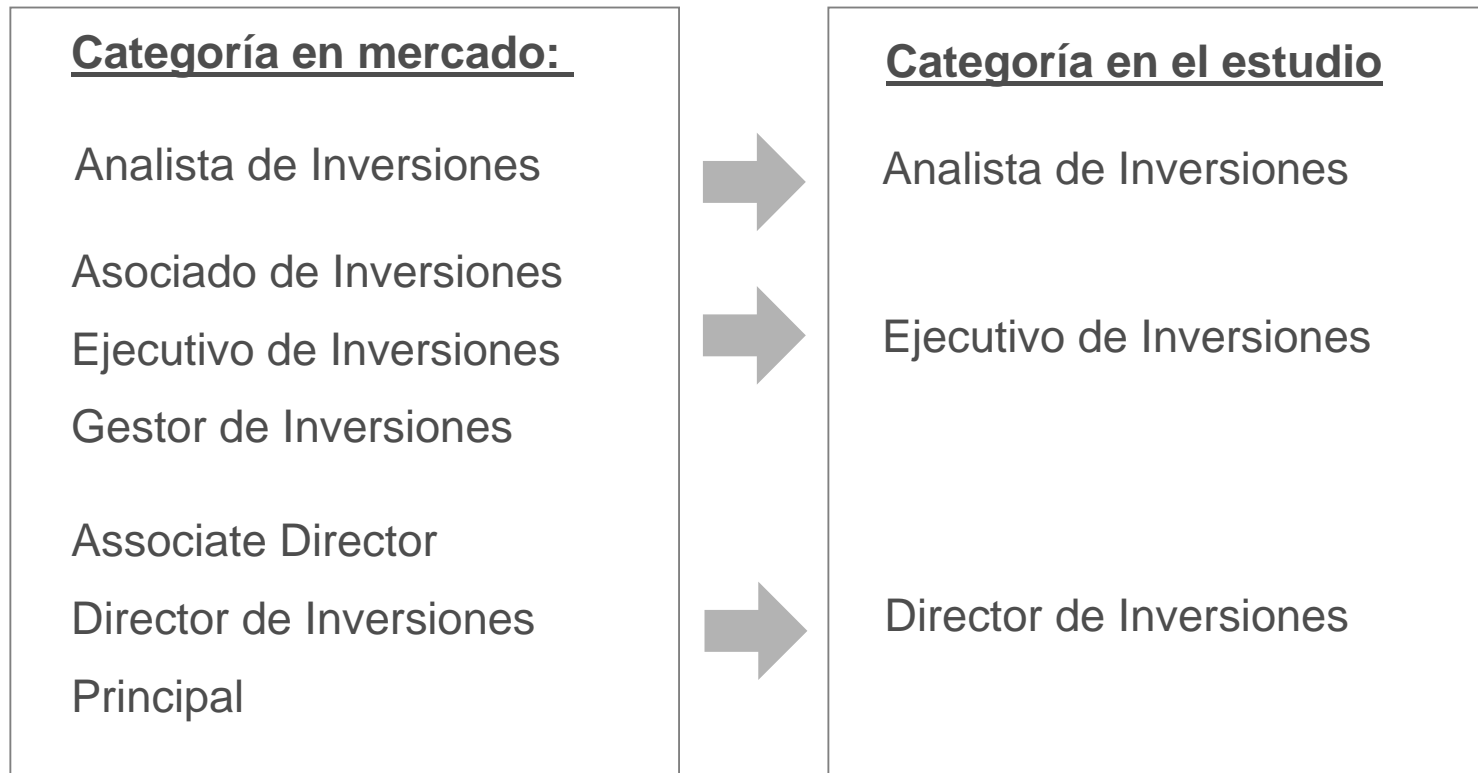 Categoría en mercado:
Analista de Inversiones
Asociado de Inversiones
Ejecutivo de Inversiones
Gestor de Inversiones
Associate Director
Director de Inversiones
Principal
Categoría en el estudio
Analista de Inversiones
Ejecutivo de Inversiones
Director de Inversiones